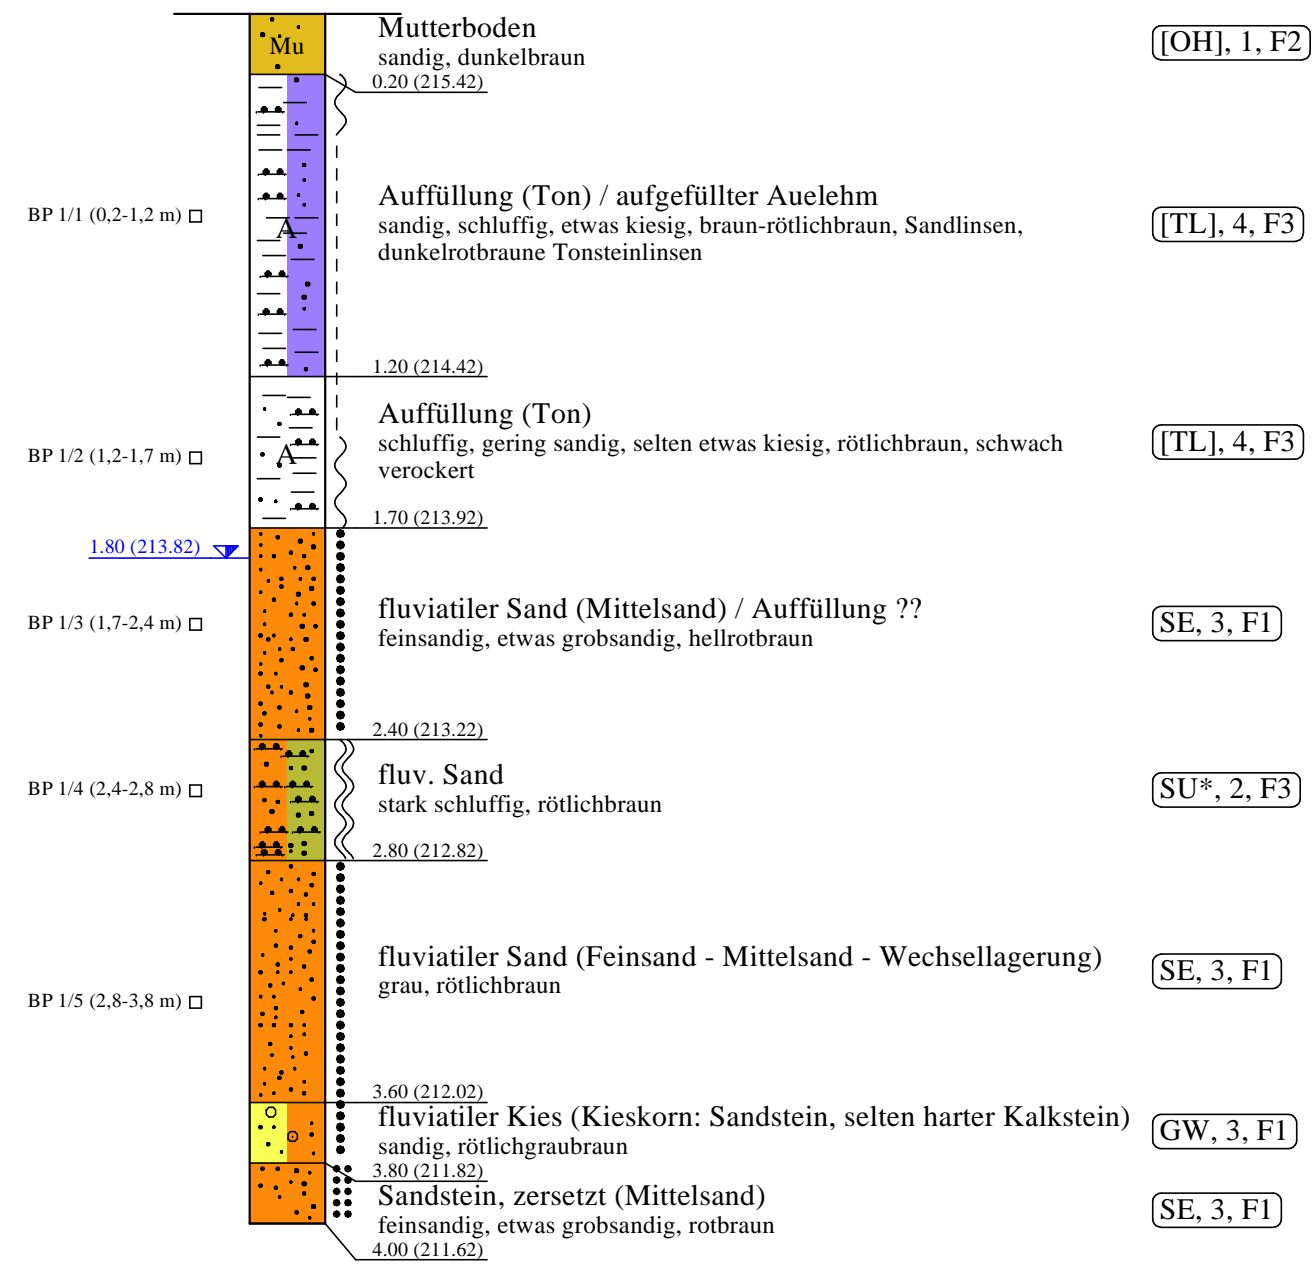 Mu
Mutterboden
sandig, dunkelbraun
[OH], 1, F2
0.20 (215.42)
BP 1/1 (0,2-1,2 m)
A
Auffüllung (Ton) / aufgefüllter Auelehm
sandig, schluffig, etwas kiesig, braun-rötlichbraun, Sandlinsen,
dunkelrotbraune Tonsteinlinsen
[TL], 4, F3
1.20 (214.42)
BP 1/2 (1,2-1,7 m)
A
Auffüllung (Ton)
schluffig, gering sandig, selten etwas kiesig, rötlichbraun, schwach
verockert
[TL], 4, F3
1.70 (213.92)
1.80 (213.82)
BP 1/3 (1,7-2,4 m)
fluviatiler Sand (Mittelsand) / Auffüllung ??
feinsandig, etwas grobsandig, hellrotbraun
SE, 3, F1
2.40 (213.22)
BP 1/4 (2,4-2,8 m)
fluv. Sand
stark schluffig, rötlichbraun
SU*, 2, F3
2.80 (212.82)
BP 1/5 (2,8-3,8 m)
fluviatiler Sand (Feinsand - Mittelsand - Wechsellagerung)
grau, rötlichbraun
SE, 3, F1
3.60 (212.02)
fluviatiler Kies (Kieskorn: Sandstein, selten harter Kalkstein)
sandig, rötlichgraubraun
GW, 3, F1
3.80 (211.82)
Sandstein, zersetzt (Mittelsand)
feinsandig, etwas grobsandig, rotbraun
SE, 3, F1
4.00 (211.62)